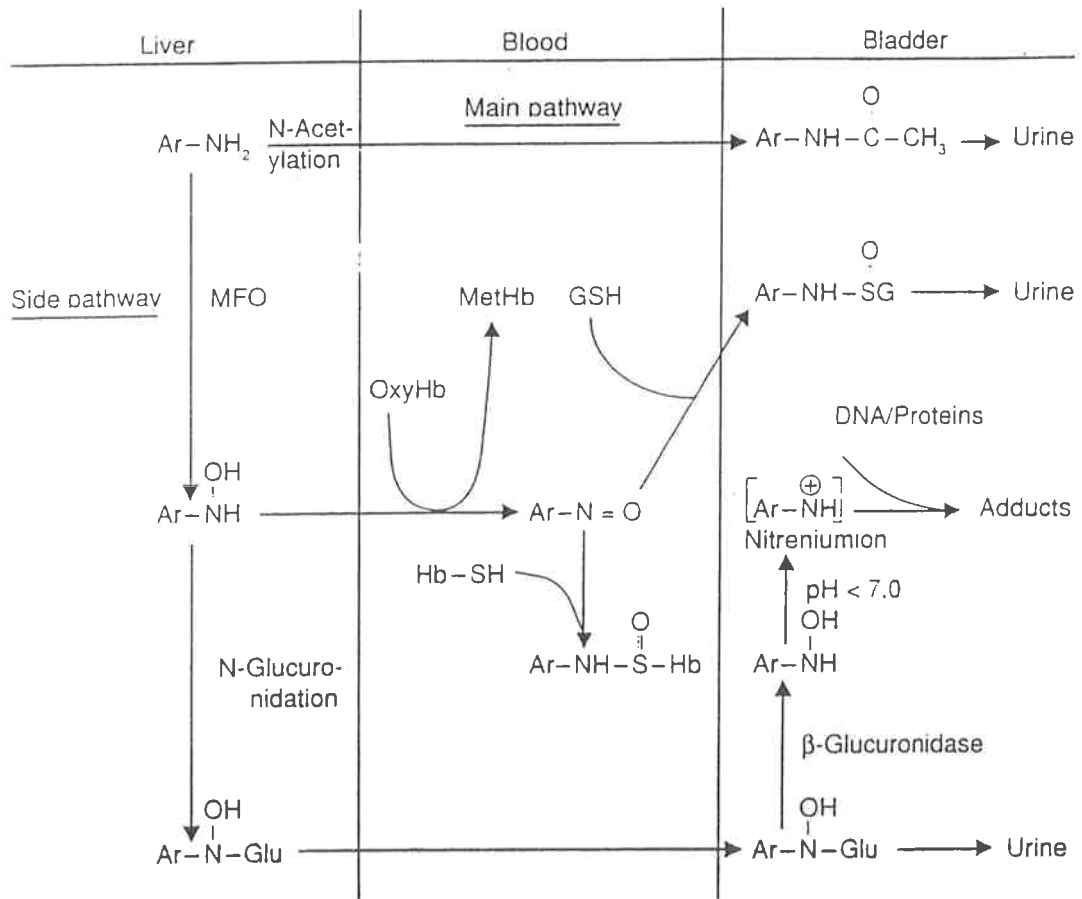 Liver Blood Bladder
Main pathway
O
Ar–NH₂ N-Acet-
ylation
Ar–NH–C–CH₃ Urine
O
Side pathway MFO MetHb GSH Ar–NH–SG Urine
OxyHb
DNA/Proteins
OH
Ar–NH Ar–N=O [Ar–NH]⊕ Adducts
Nitreniumion
Hb–SH pH < 7.0
O OH
Ar–NH–S–Hb Ar–NH
N-Glucuro-
nidation
β-Glucuronidase
OH OH
Ar–N–Glu Ar–N–Glu Urine